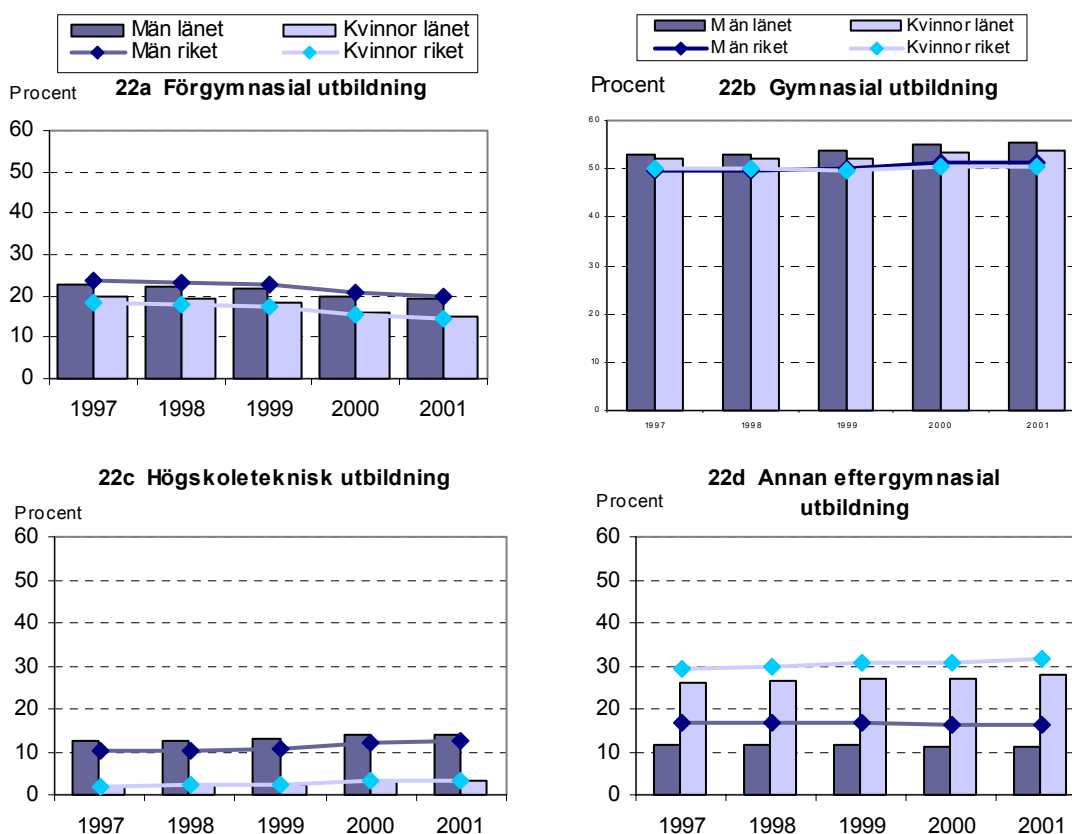 Män länet Kvinnor länet
Män riket Kvinnor riket
Procent 22a Förgymnasial utbildning
60
50
40
30
20
10
0
1997 1998 1999 2000 2001
Män länet Kvinnor länet
Män riket Kvinnor riket
Procent 22b Gymnasial utbildning
60
50
40
30
20
10
0
1997 1998 1999 2000 2001
22c Högskoleteknisk utbildning
Procent
60
50
40
30
20
10
0
1997 1998 1999 2000 2001
22d Annan eftergymnasial
utbildning
Procent
60
50
40
30
20
10
0
1997 1998 1999 2000 2001